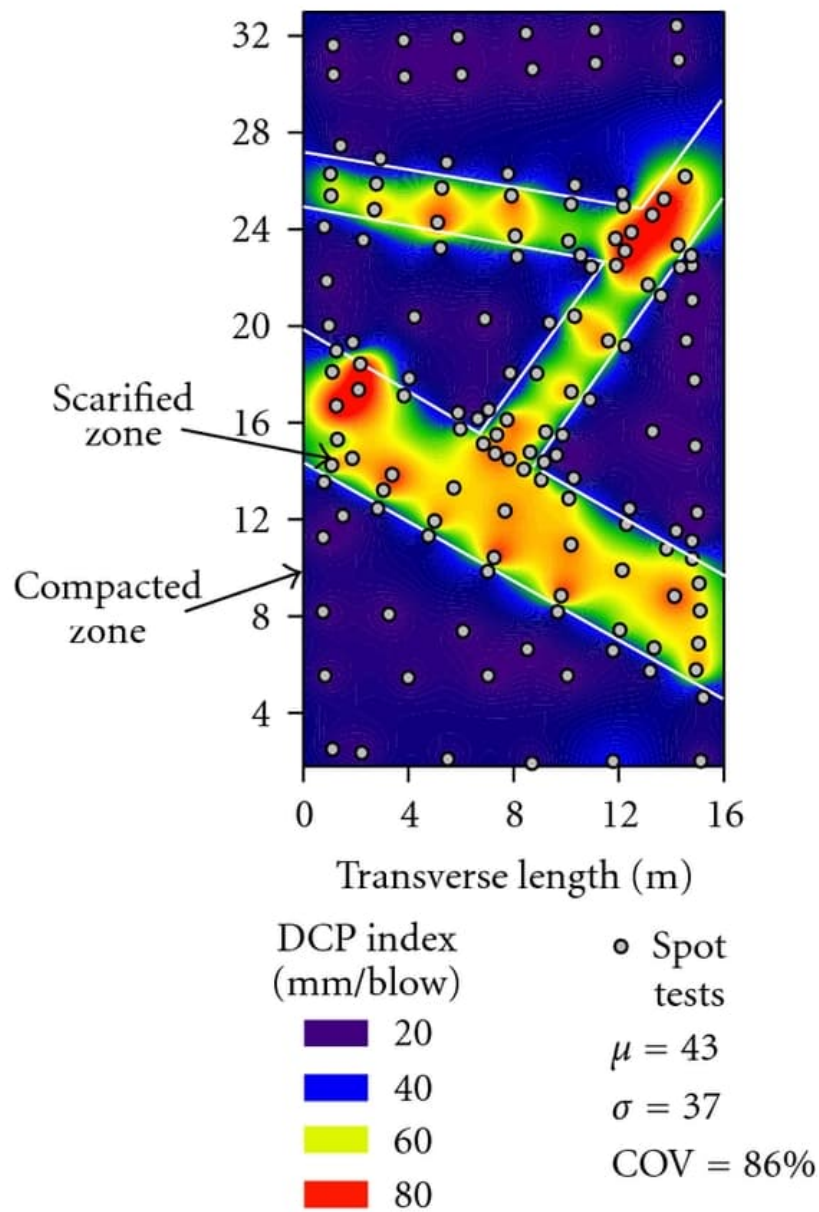 32
28
24
20
16
12
8
4
Scarified
zone
Compacted
zone
0 4 8 12 16
Transverse length (m)
DCP index
(mm/blow)
20
40
60
80
Spot
tests
μ = 43
σ = 37
COV = 86%